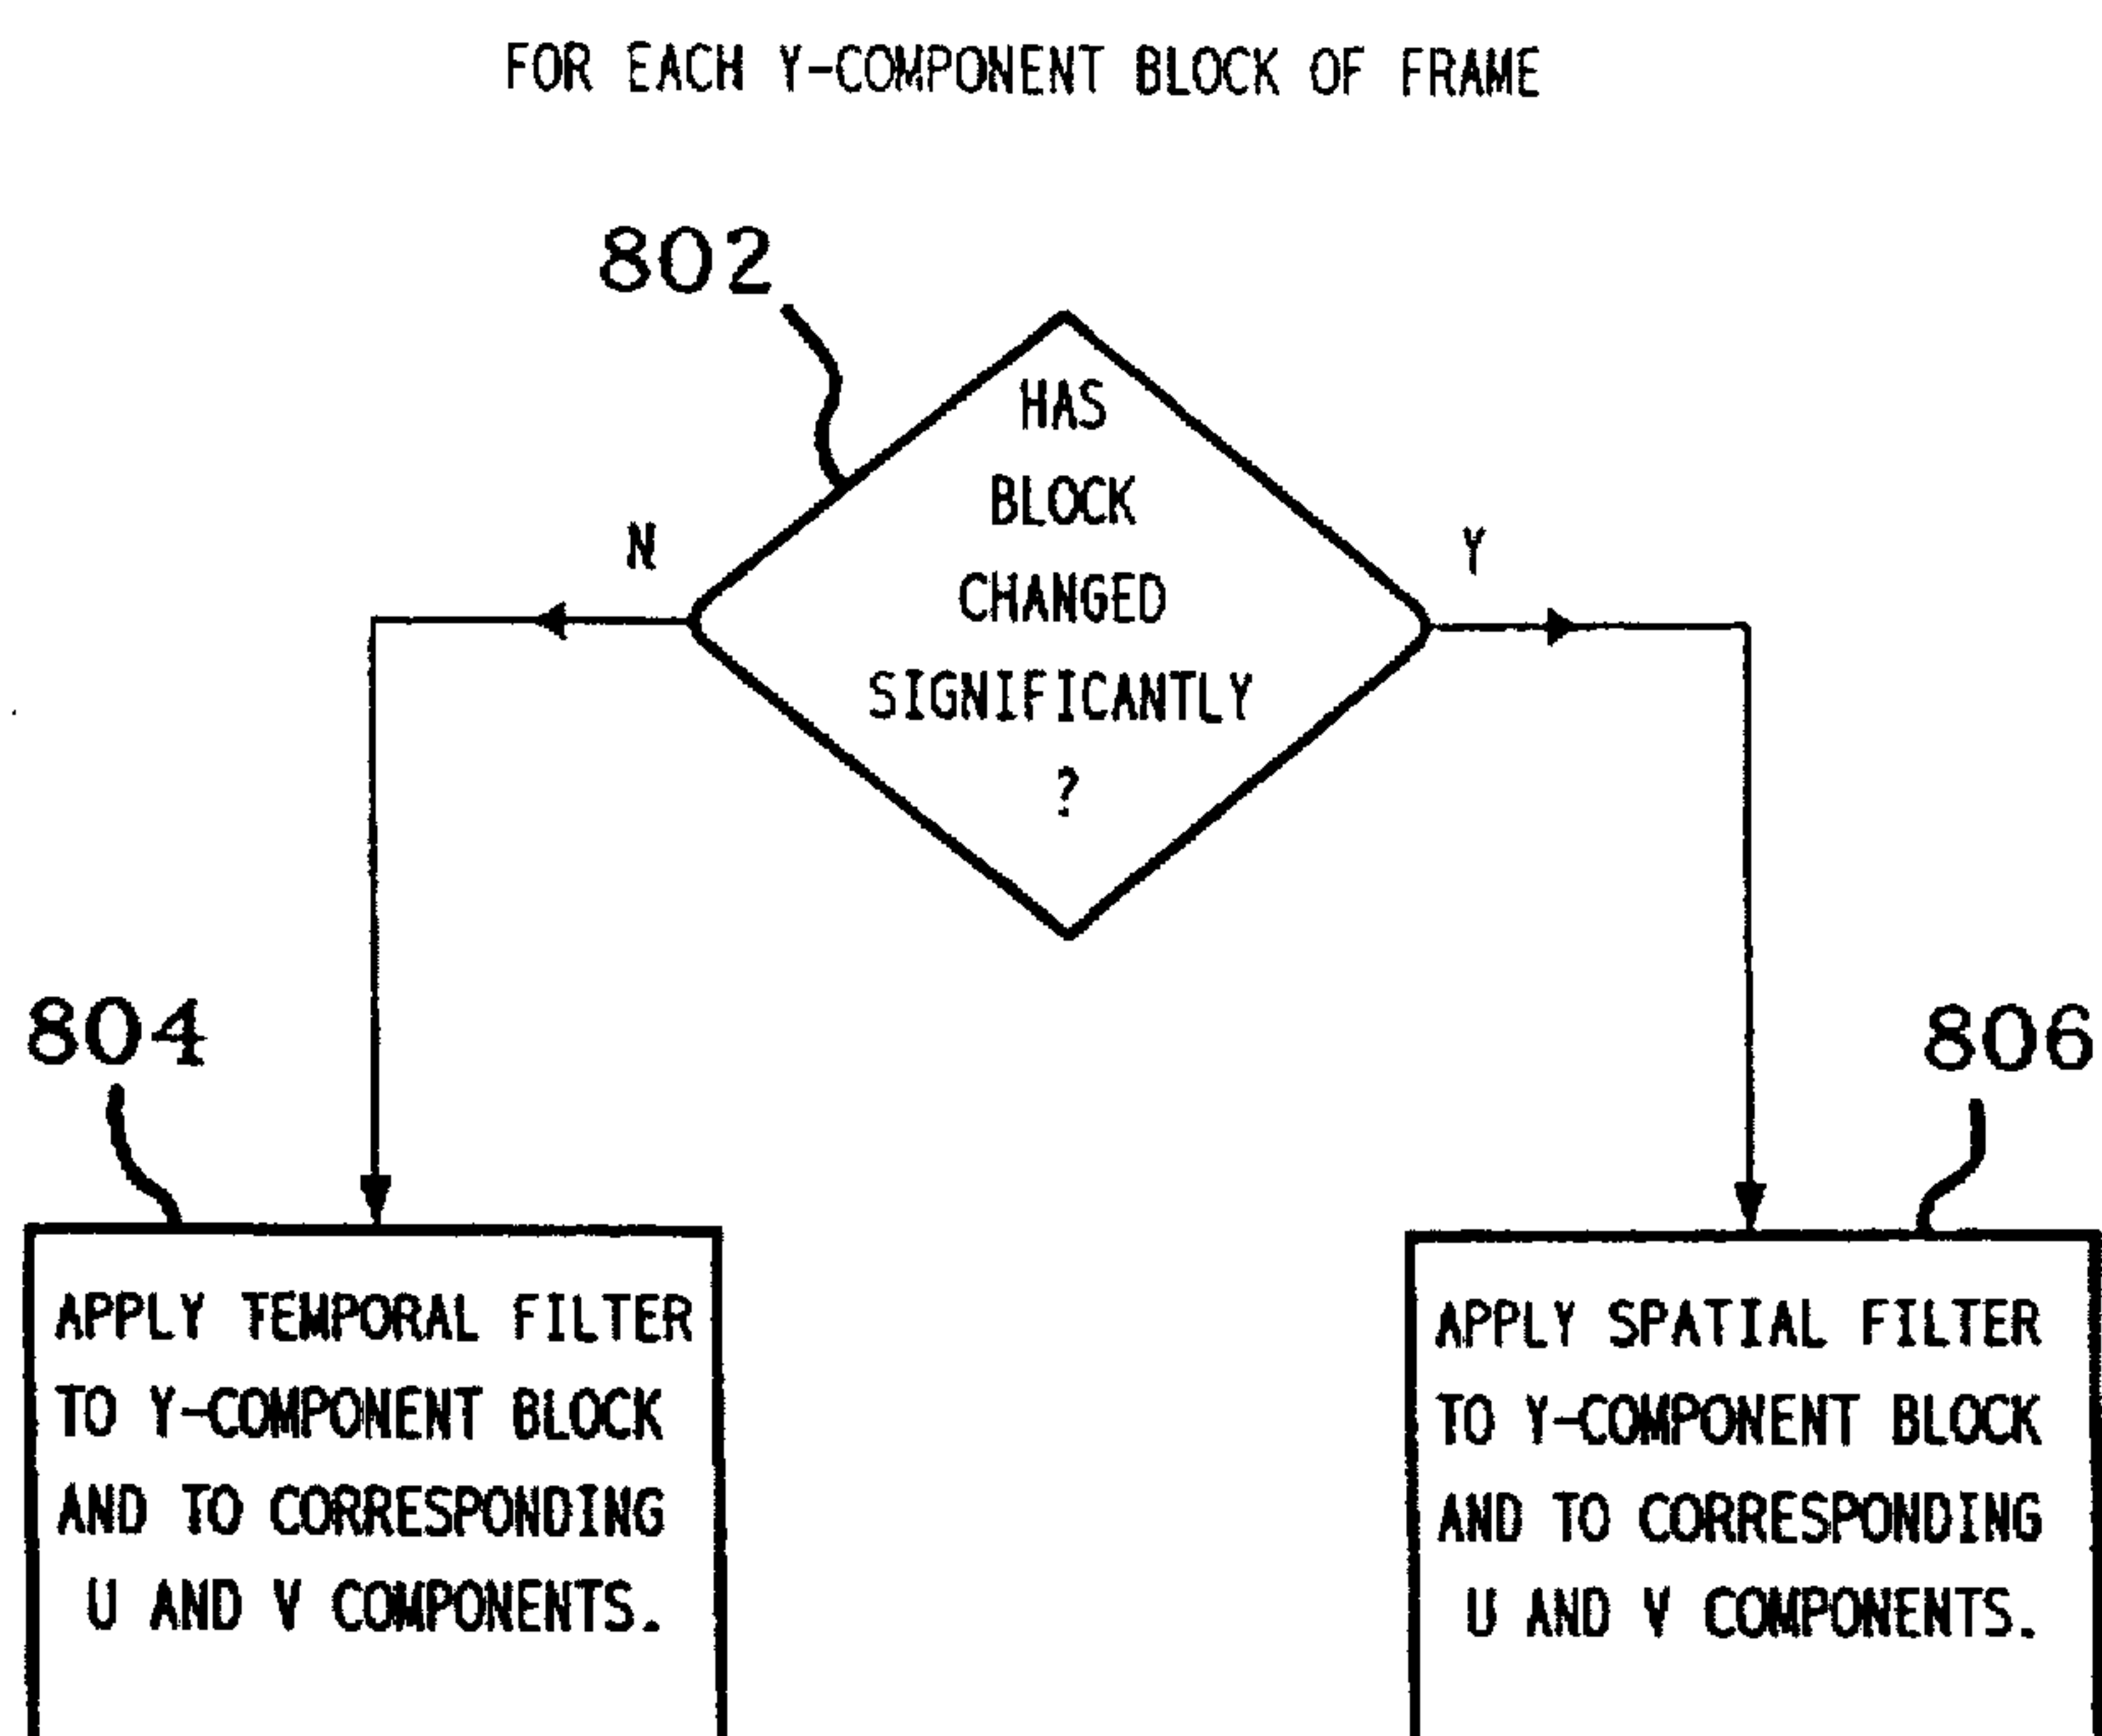 FOR EACH Y-COMPONENT BLOCK OF FRAME
802
HAS
BLOCK
CHANGED
SIGNIFICANTLY
?
N
Y
804
806
APPLY TEMPORAL FILTER
TO Y-COMPONENT BLOCK
AND TO CORRESPONDING
U AND V COMPONENTS.
APPLY SPATIAL FILTER
TO Y-COMPONENT BLOCK
AND TO CORRESPONDING
U AND V COMPONENTS.